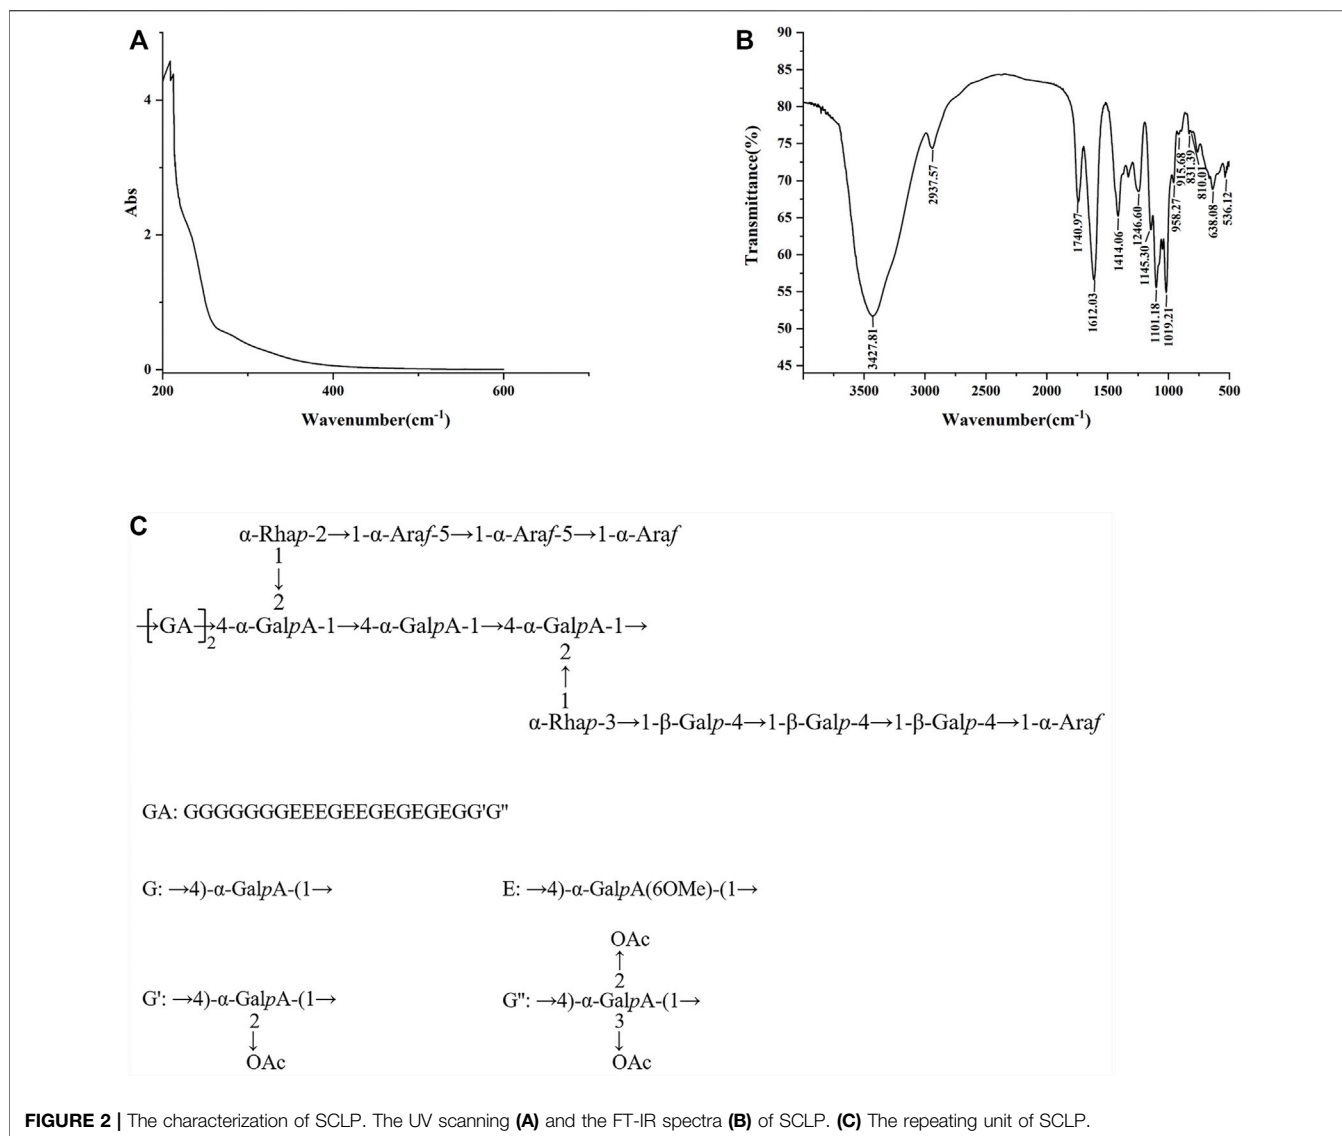 A
Abs
4
2
0
200
400
600
Wavenumber(cm⁻¹)
B
Transmittance(%)
90
85
80
75
70
65
60
55
50
45
3500
3000
2500
2000
1500
1000
500
Wavenumber(cm⁻¹)
3427.81
2937.57
1740.97
1612.03
1414.06
1246.60
1145.30
1101.18
1019.21
958.27
915.68
831.39
810.01
638.08
536.12
C
α-Rhap-2→1-α-Araf-5→1-α-Araf-5→1-α-Araf
1
↓
2
→[GA]₂→4-α-GalpA-1→4-α-GalpA-1→4-α-GalpA-1→
2
↑
1
α-Rhap-3→1-β-Galp-4→1-β-Galp-4→1-β-Galp-4→1-α-Araf
GA: GGGGGGGEEEGEEGEGEGEGG'G"
G: →4)-α-GalpA-(1→
E: →4)-α-GalpA(6OMe)-(1→
G': →4)-α-GalpA-(1→
2
↓
OAc
OAc
↑
2
G": →4)-α-GalpA-(1→
3
↓
OAc
FIGURE 2 | The characterization of SCLP. The UV scanning (A) and the FT-IR spectra (B) of SCLP. (C) The repeating unit of SCLP.